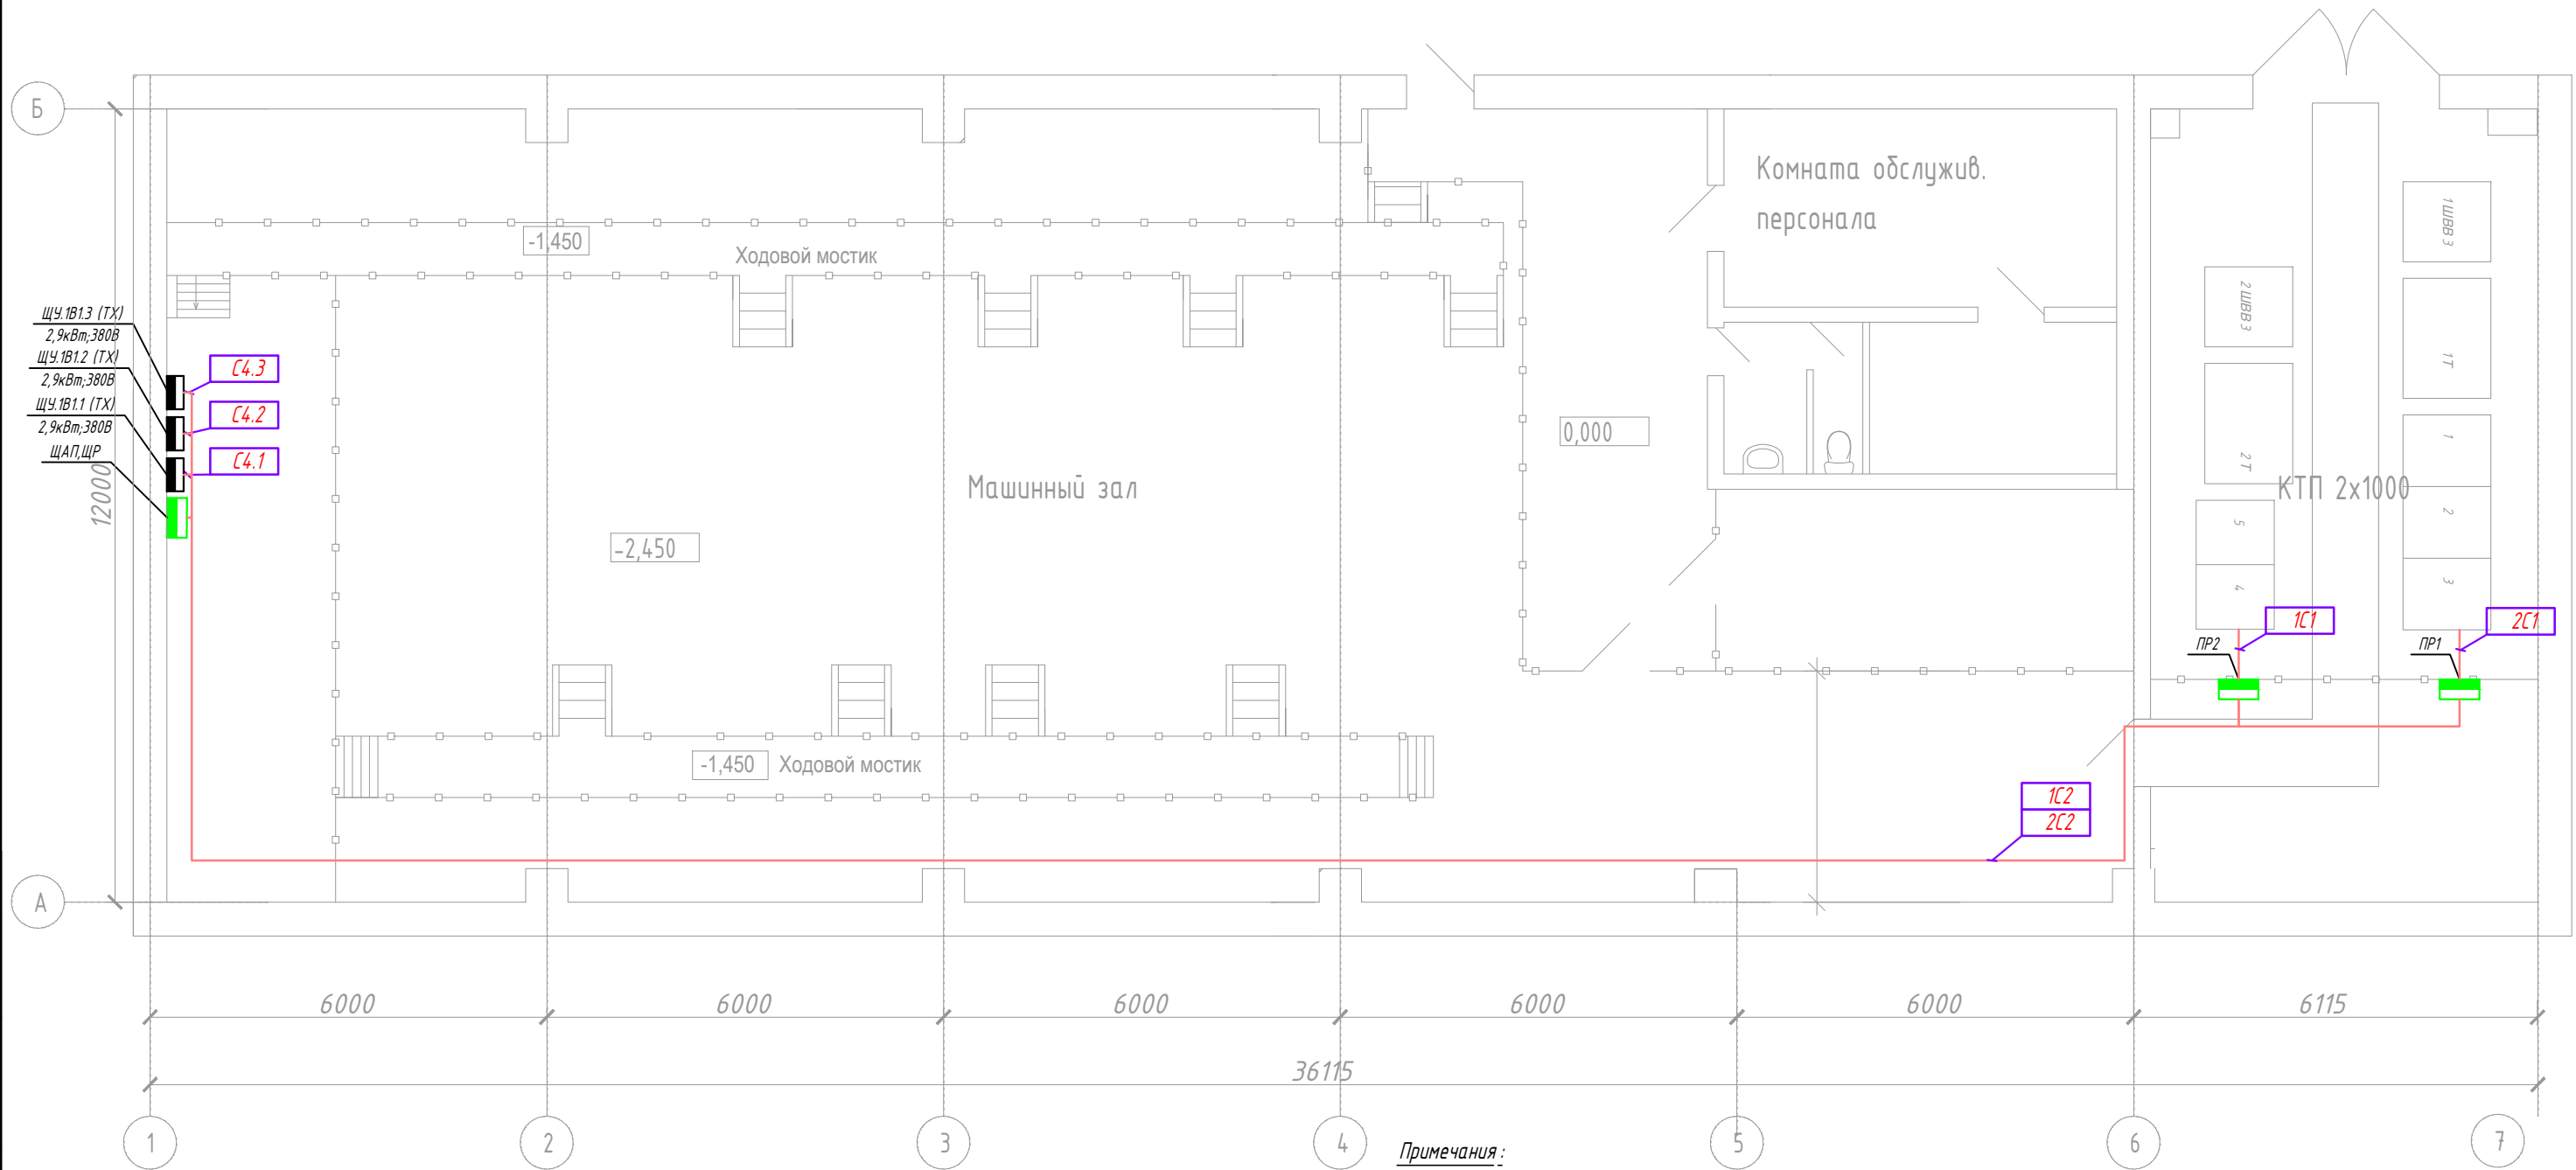 Б
Комната обслужив.
персонала
1ШВВ 3
-1,450
Ходовой мостик
2 ШВВ 3
ЩУ.1В1.3 (ТХ)
2,9кВт;380В
ЩУ.1В1.2 (ТХ)
2,9кВт;380В
ЩУ.1В1.1 (ТХ)
2,9кВт;380В
ЩАП,ЩР
С4.3
С4.2
С4.1
1Т
0,000
1
2 Т
12000
Машинный зал
КТП 2х1000
5
2
-2,450
4
3
1С1
2С1
ПР2
ПР1
-1,450
Ходовой мостик
1С2
2С2
А
6000
6000
6000
6000
6000
6115
36115
1
2
3
4
5
6
7
Примечания :